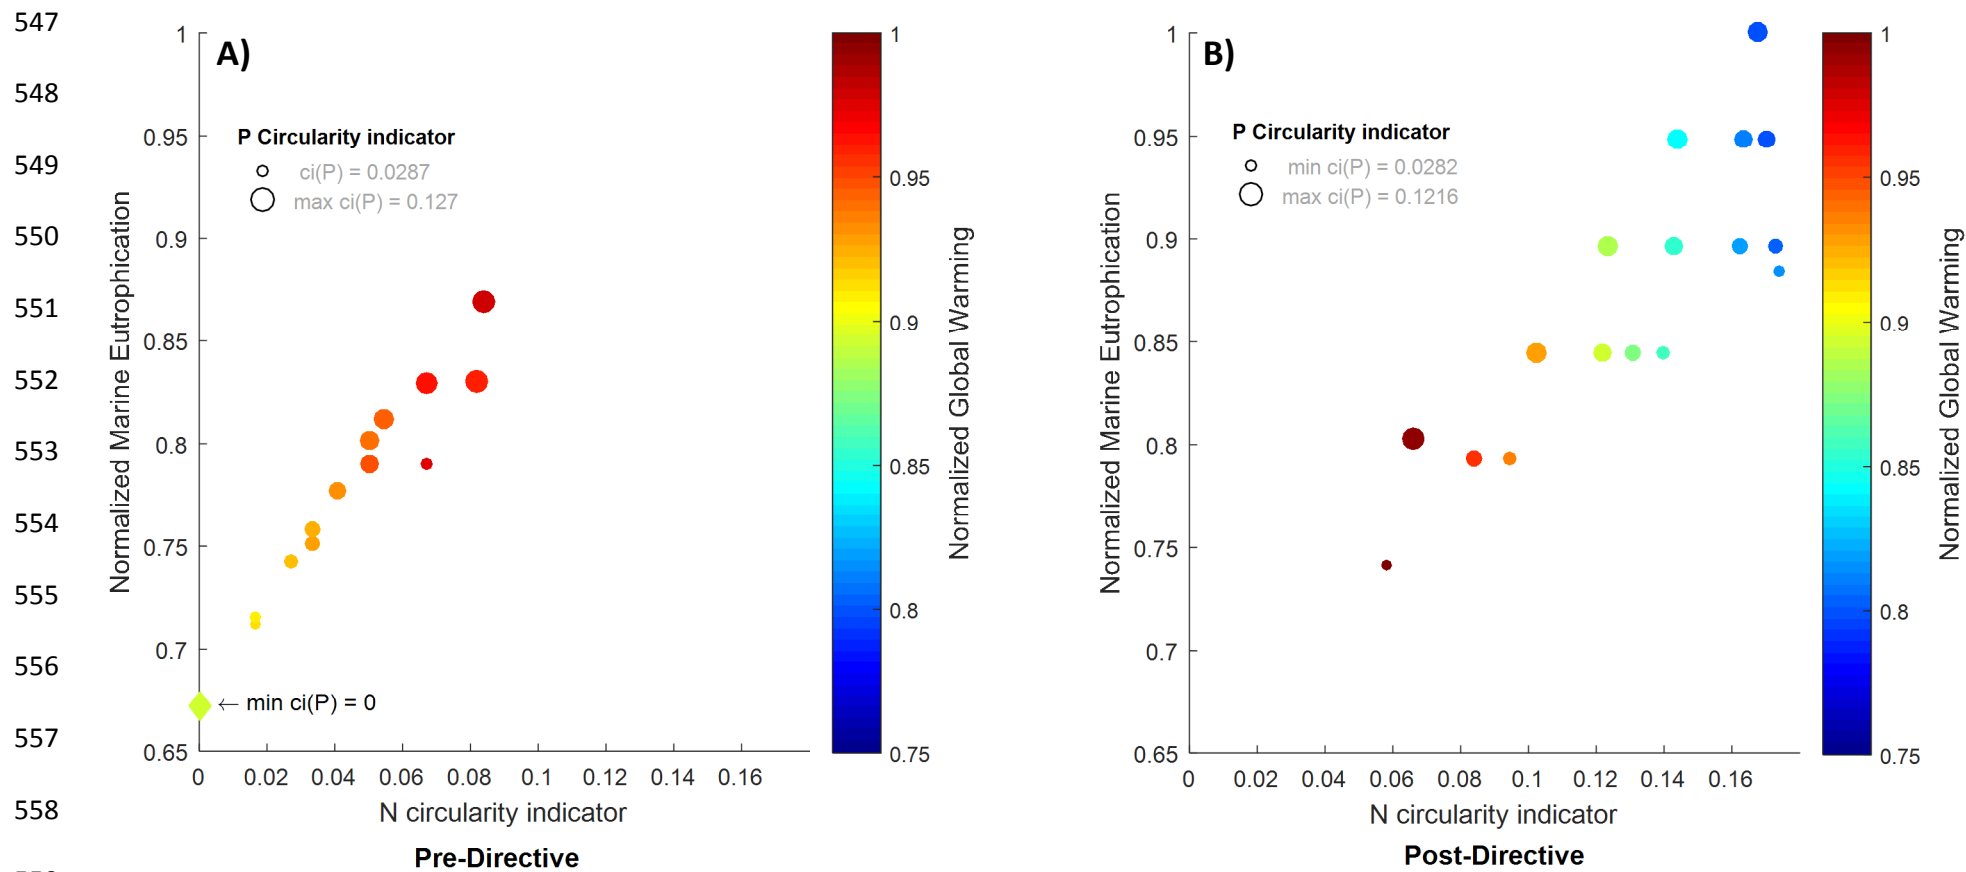 547
548
549
550
551
552
553
554
555
556
557
558
A)
1
0.95
0.9
0.85
0.8
0.75
0.7
0.65
Normalized Marine Eutrophication
P Circularity indicator
ci(P) = 0.0287
max ci(P) = 0.127
← min ci(P) = 0
0 0.02 0.04 0.06 0.08 0.1 0.12 0.14 0.16
N circularity indicator
Pre-Directive
1
0.95
0.9
0.85
0.8
0.75
Normalized Global Warming
B)
1
0.95
0.9
0.85
0.8
0.75
0.7
0.65
Normalized Marine Eutrophication
P Circularity indicator
min ci(P) = 0.0282
max ci(P) = 0.1216
0 0.02 0.04 0.06 0.08 0.1 0.12 0.14 0.16
N circularity indicator
Post-Directive
1
0.95
0.9
0.85
0.8
0.75
Normalized Global Warming